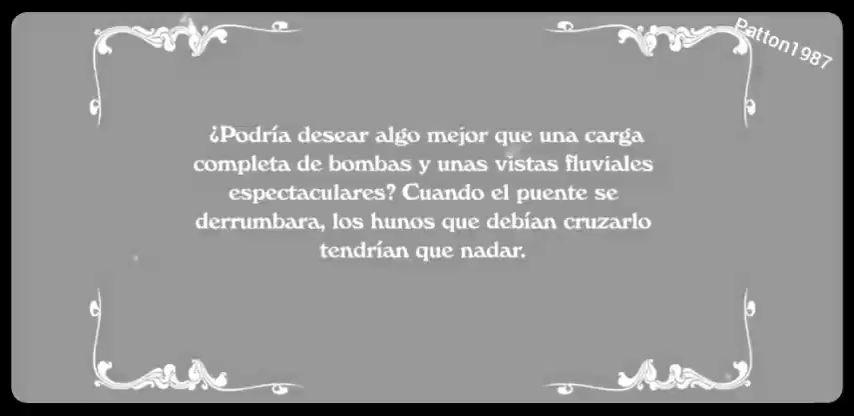 Patton1987
¿Podría desear algo mejor que una carga
completa de bombas y unas vistas fluviales
espectaculares? Cuando el puente se
derrumbara, los hunos que debían cruzarlo
tendrían que nadar.